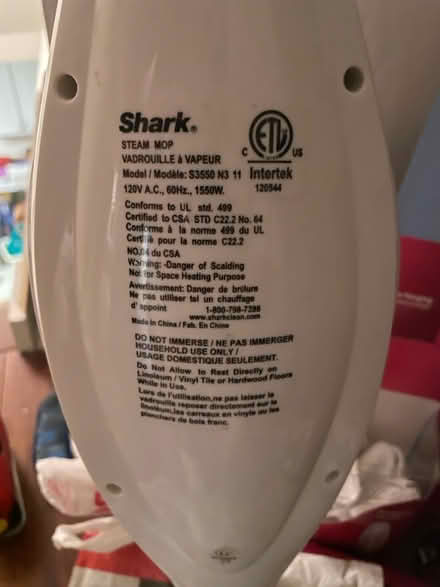 Shark®
STEAM MOP
VADROUILLE à VAPEUR
Model / Modèle: S3550 N3 11
120V A.C., 60Hz., 1550W.
C ETL US
Intertek
120544
Conforms to UL std. 499
Certified to CSA STD C22.2 No. 64
Conforme à la norme 499 du UL
Certifié pour la norme C22.2
NO.64 du CSA
Warning: -Danger of Scalding
Not for Space Heating Purpose
Avertissement: Danger de brûlure
Ne pas utiliser tel un chauffage
d'appoint 1-800-798-7398
www.sharkclean.com
Made in China / Fab. En Chine
DO NOT IMMERSE / NE PAS IMMERGER
HOUSEHOLD USE ONLY /
USAGE DOMESTIQUE SEULEMENT.
Do Not Allow to Rest Directly on
Linoleum / Vinyl Tile or Hardwood Floors
While in Use.
Lors de l'utilisation,ne pas laisser la
vadrouille reposer directement sur le
linoléum,les carreaux en vinyle ou les
planchers de bois franc.